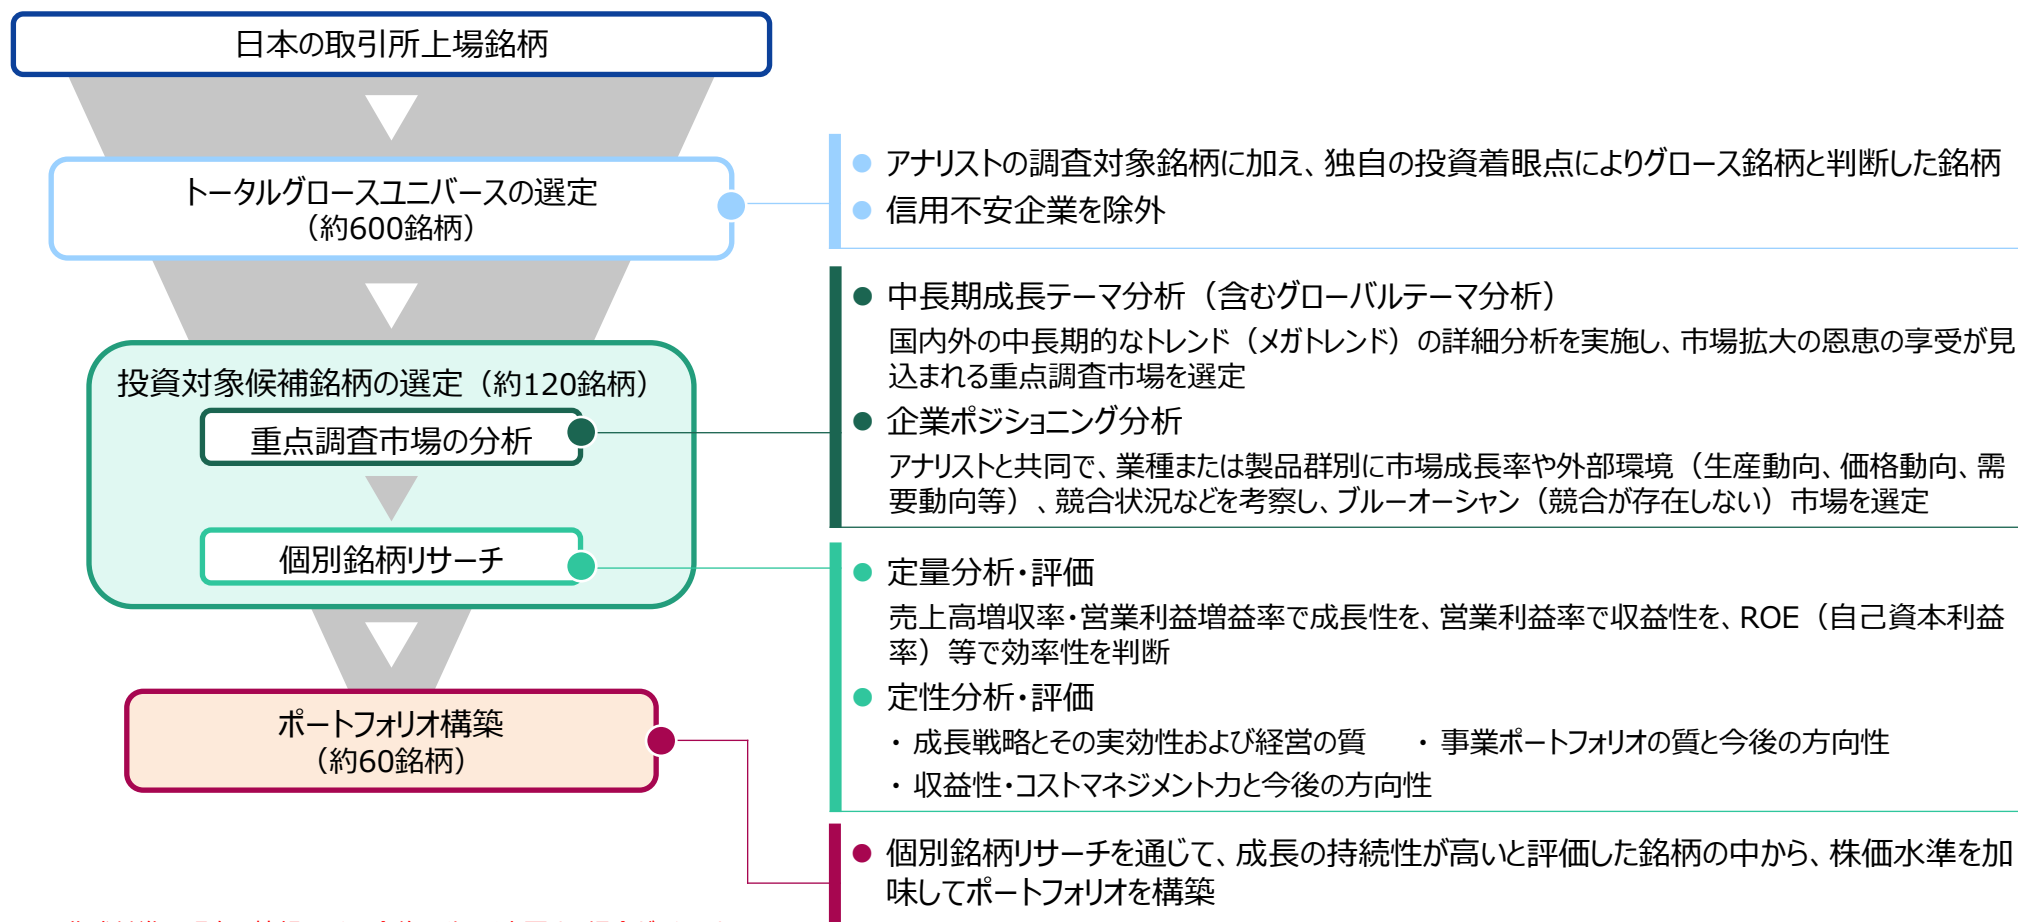 日本の取引所上場銘柄
トータルグロースユニバースの選定
（約600銘柄）
投資対象候補銘柄の選定（約120銘柄）
重点調査市場の分析
個別銘柄リサーチ
ポートフォリオ構築
（約60銘柄）
● アナリストの調査対象銘柄に加え、独自の投資着眼点によりグロース銘柄と判断した銘柄
● 信用不安企業を除外
● 中長期成長テーマ分析（含むグローバルテーマ分析）
国内外の中長期的なトレンド（メガトレンド）の詳細分析を実施し、市場拡大の恩恵の享受が見
込まれる重点調査市場を選定
● 企業ポジショニング分析
アナリストと共同で、業種または製品群別に市場成長率や外部環境（生産動向、価格動向、需
要動向等）、競合状況などを考察し、ブルーオーシャン（競合が存在しない）市場を選定
● 定量分析・評価
売上高増収率・営業利益増益率で成長性を、営業利益率で収益性を、ROE（自己資本利益
率）等で効率性を判断
● 定性分析・評価
・ 成長戦略とその実効性および経営の質　・ 事業ポートフォリオの質と今後の方向性
・ 収益性・コストマネジメント力と今後の方向性
● 個別銘柄リサーチを通じて、成長の持続性が高いと評価した銘柄の中から、株価水準を加
味してポートフォリオを構築